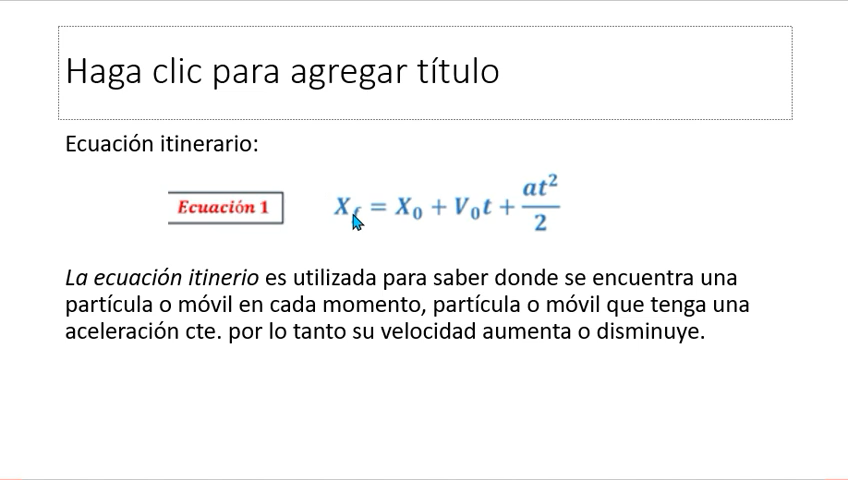 Haga clic para agregar título
Ecuación itinerario:
Ecuación 1 X_f = X₀ + V₀t + at²/2
La ecuación itinerio es utilizada para saber donde se encuentra una
partícula o móvil en cada momento, partícula o móvil que tenga una
aceleración cte. por lo tanto su velocidad aumenta o disminuye.